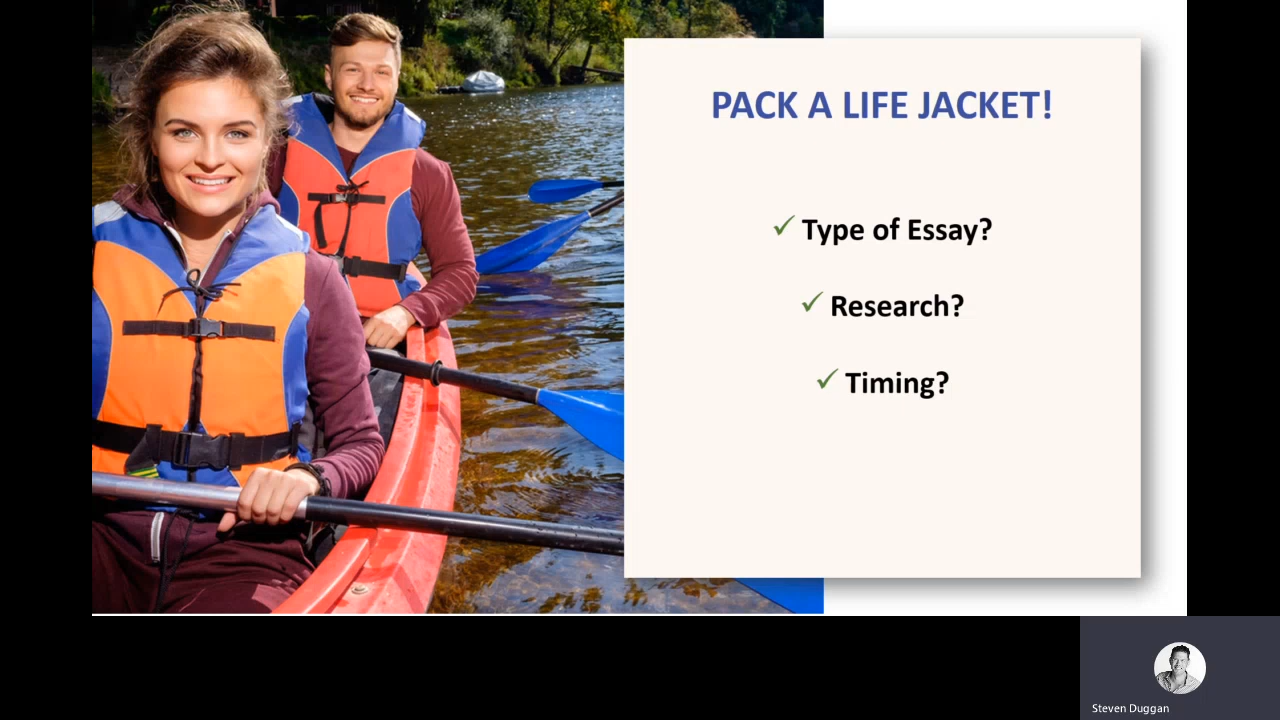 PACK A LIFE JACKET!
✓ Type of Essay?
✓ Research?
✓ Timing?
Steven Duggan